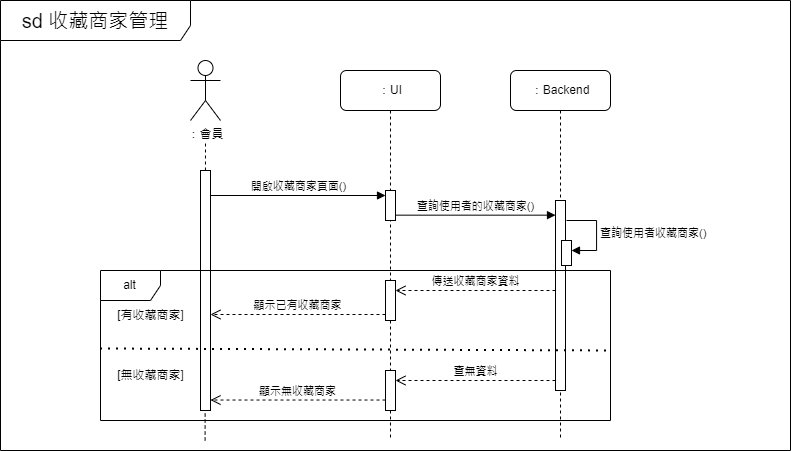 sd 收藏商家管理
：會員
：UI
：Backend
開啟收藏商家頁面()
查詢使用者的收藏商家()
查詢使用者收藏商家()
alt
傳送收藏商家資料
顯示已有收藏商家
[有收藏商家]
查無資料
[無收藏商家]
顯示無收藏商家